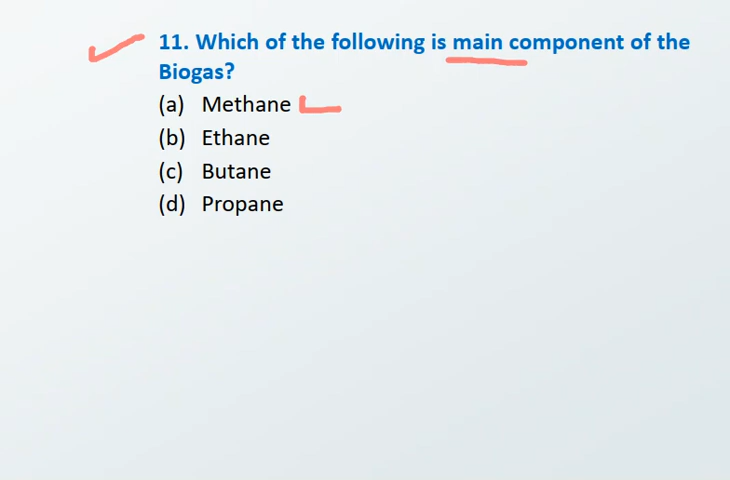 11. Which of the following is main component of the
Biogas?
(a) Methane
(b) Ethane
(c) Butane
(d) Propane